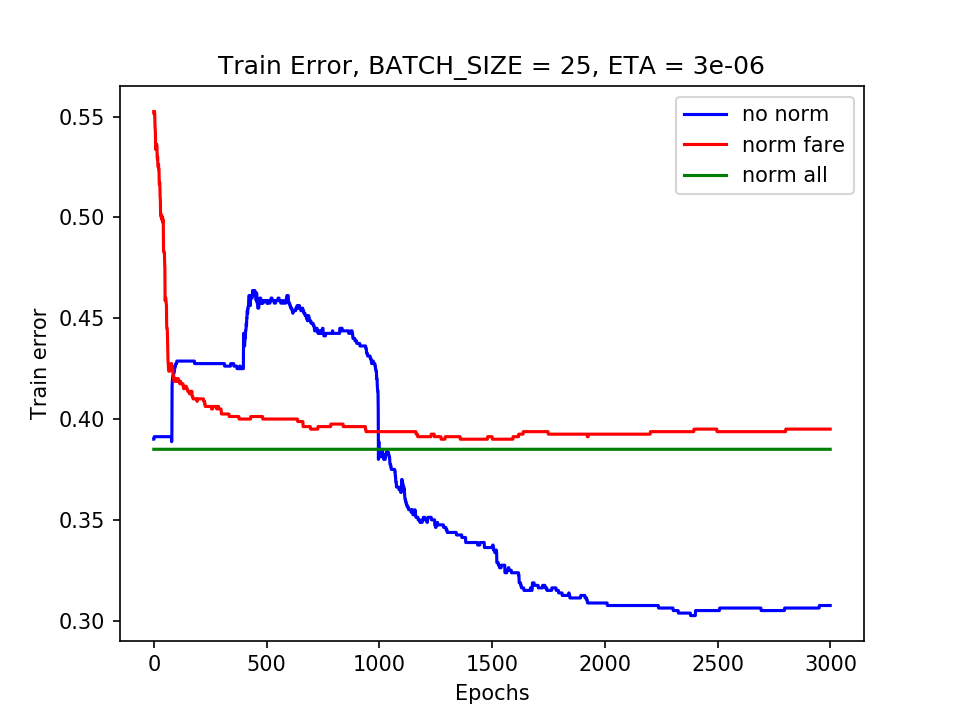 Train Error, BATCH_SIZE = 25, ETA = 3e-06
no norm
norm fare
norm all
Train error
0.55
0.50
0.45
0.40
0.35
0.30
0 500 1000 1500 2000 2500 3000
Epochs